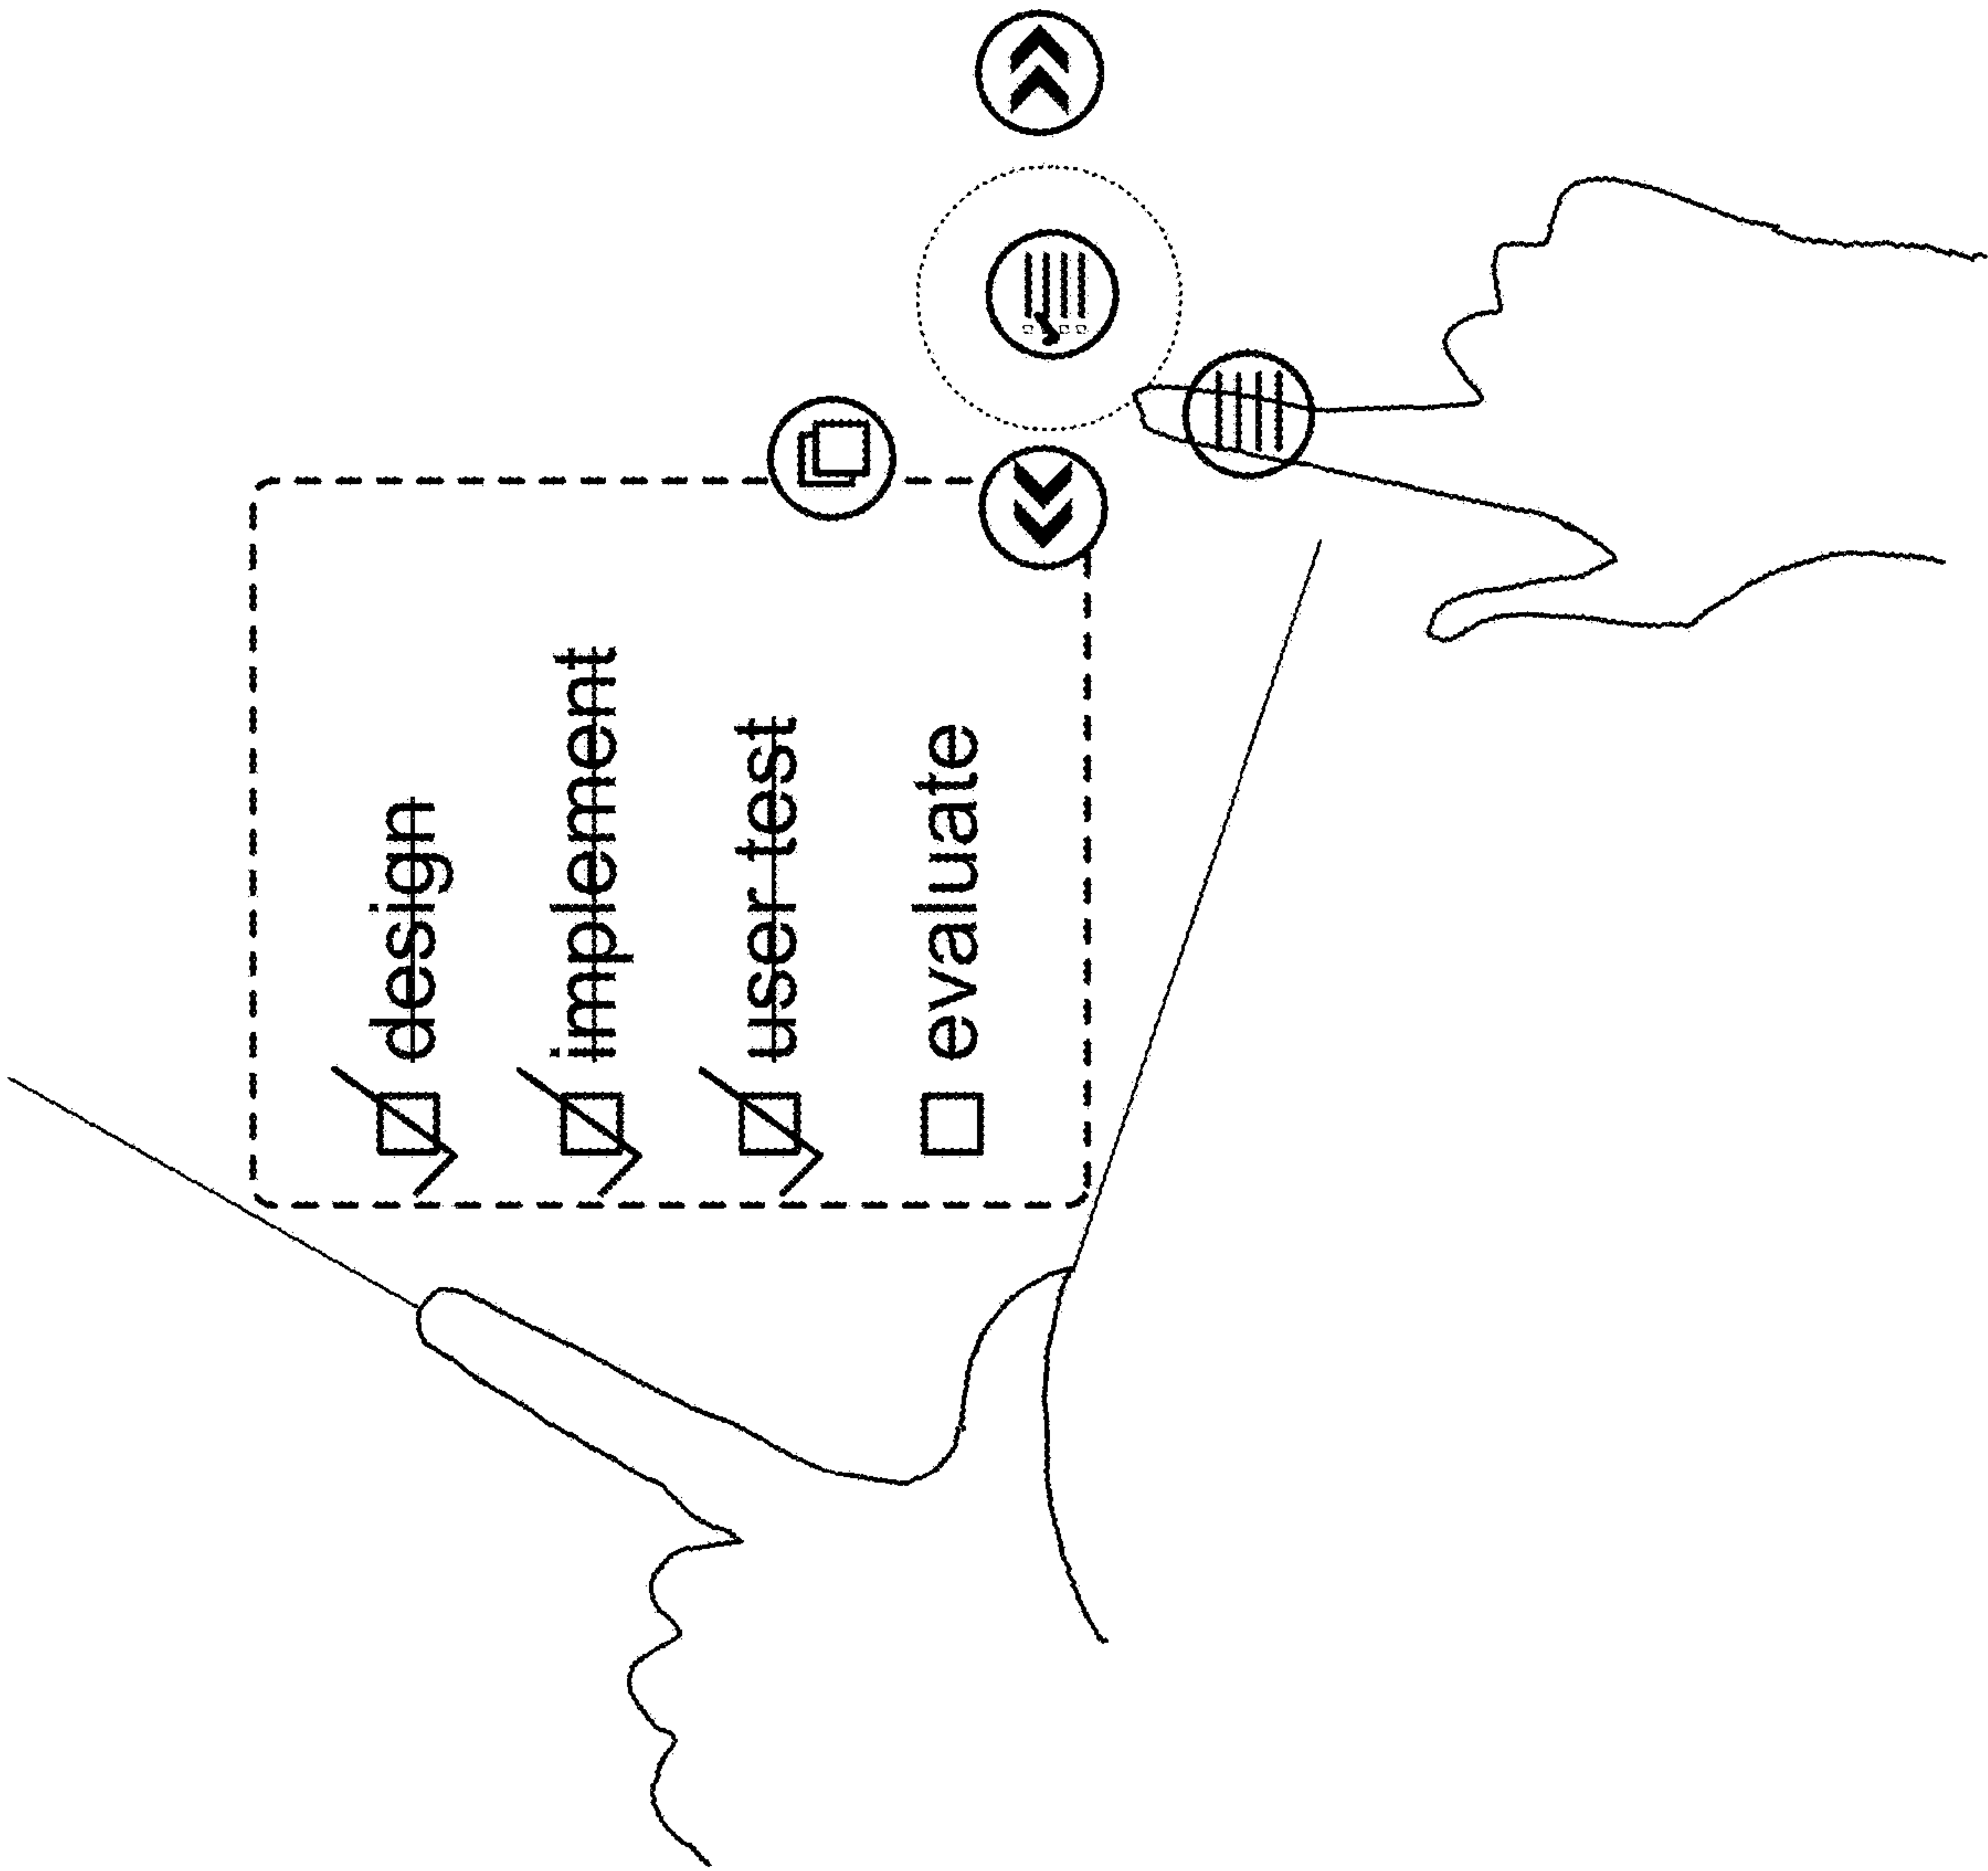 design
implement
user test
evaluate